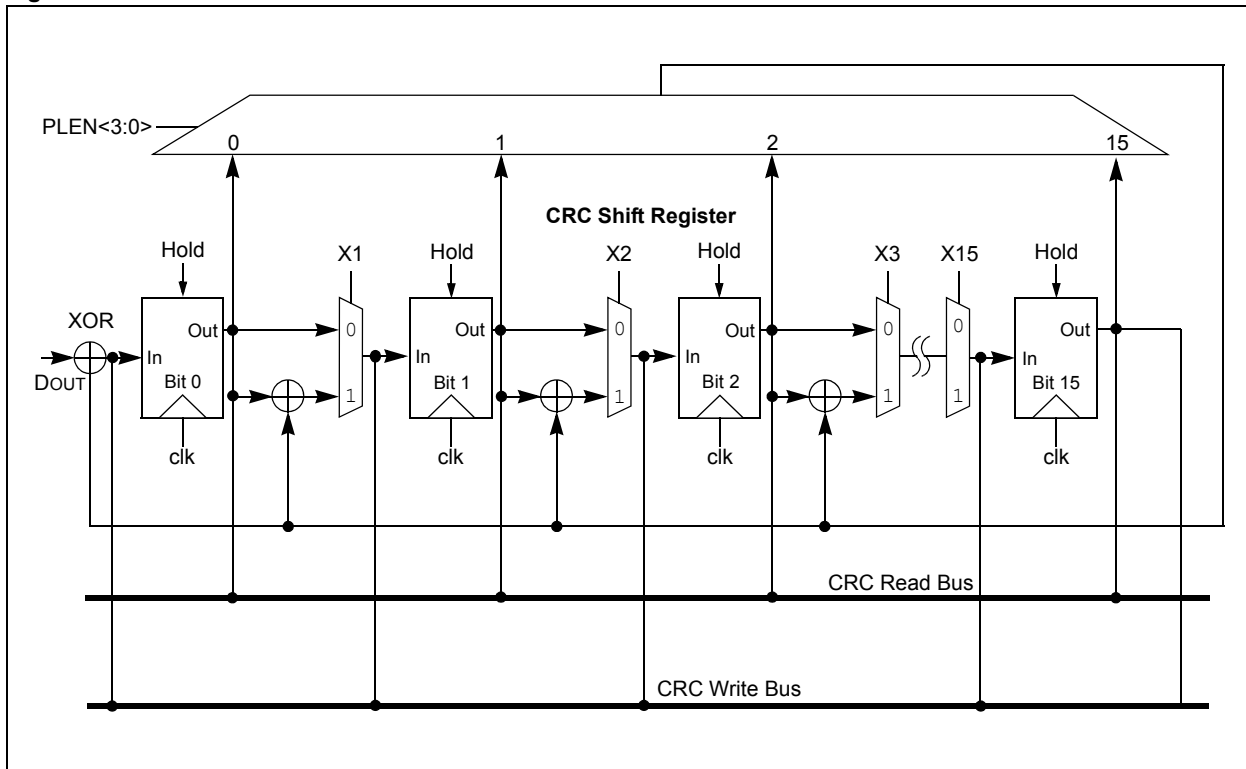 PLEN<3:0>
0 1 2 15
CRC Shift Register
Hold X1 Hold X2 Hold X3 X15 Hold
XOR
Out 0 Out 0 Out 0 0 Out
In In In In
DOUT
Bit 0 1 Bit 1 1 Bit 2 1 1 Bit 15
clk clk clk clk
CRC Read Bus
CRC Write Bus